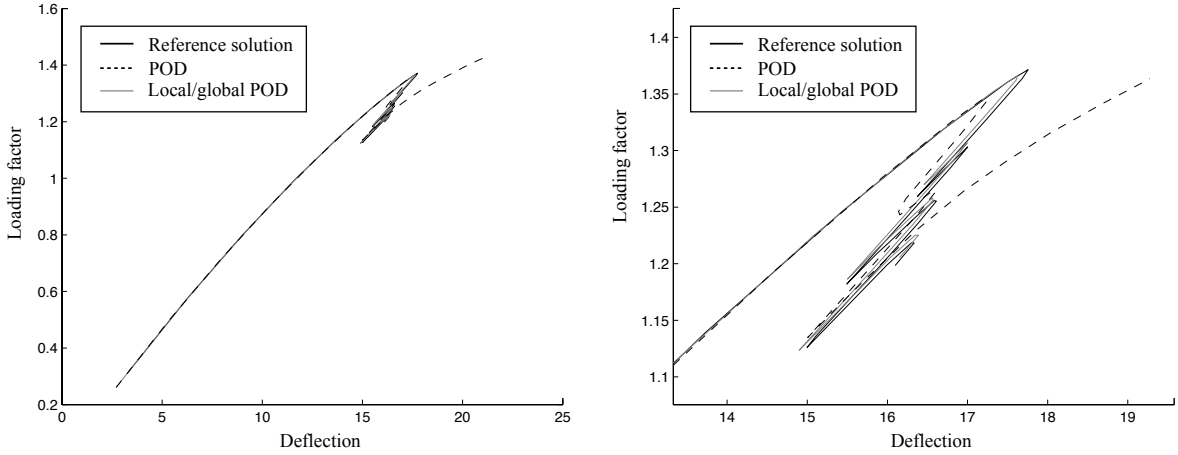 1.6
1.4
1.2
1
0.8
0.6
0.4
0.2
0
5
10
15
20
25
Loading factor
Deflection
Reference solution
POD
Local/global POD
1.4
1.35
1.3
1.25
1.2
1.15
1.1
14
15
16
17
18
19
Loading factor
Deflection
Reference solution
POD
Local/global POD